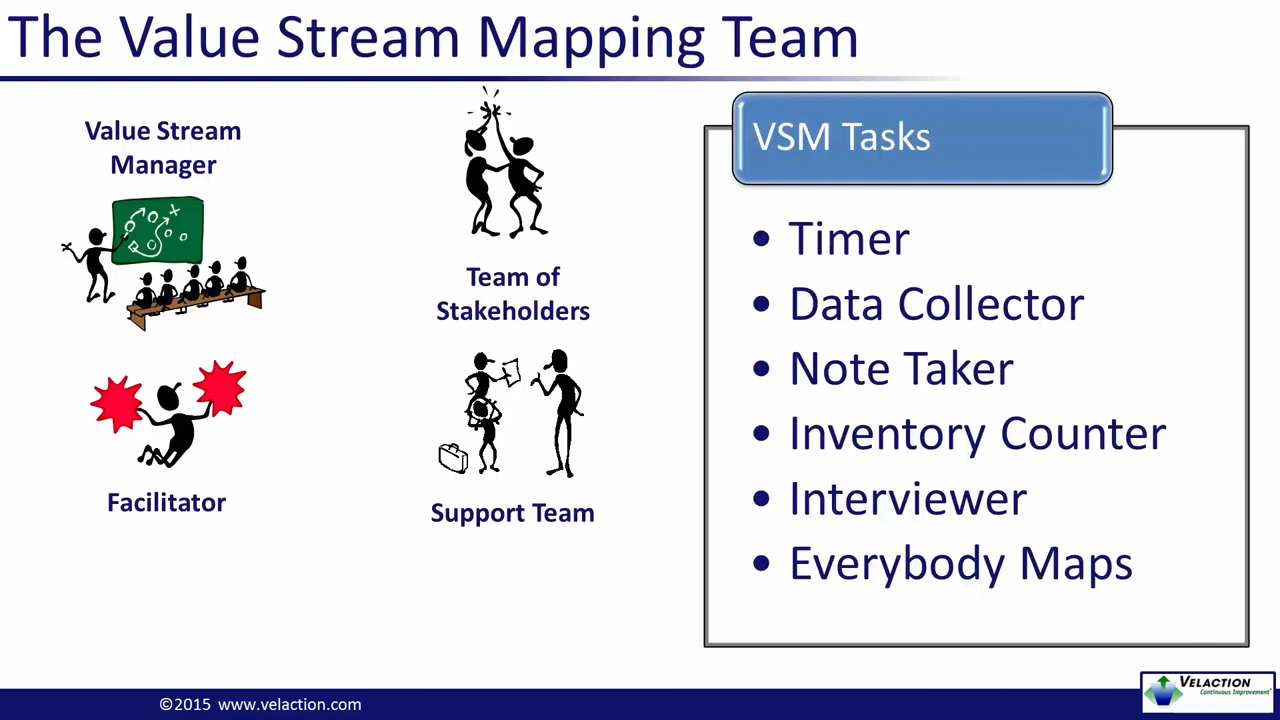 The Value Stream Mapping Team
Value Stream
Manager
Team of
Stakeholders
Facilitator
Support Team
VSM Tasks
• Timer
• Data Collector
• Note Taker
• Inventory Counter
• Interviewer
• Everybody Maps
©2015 www.velaction.com
VELACTION
Continuous Improvement